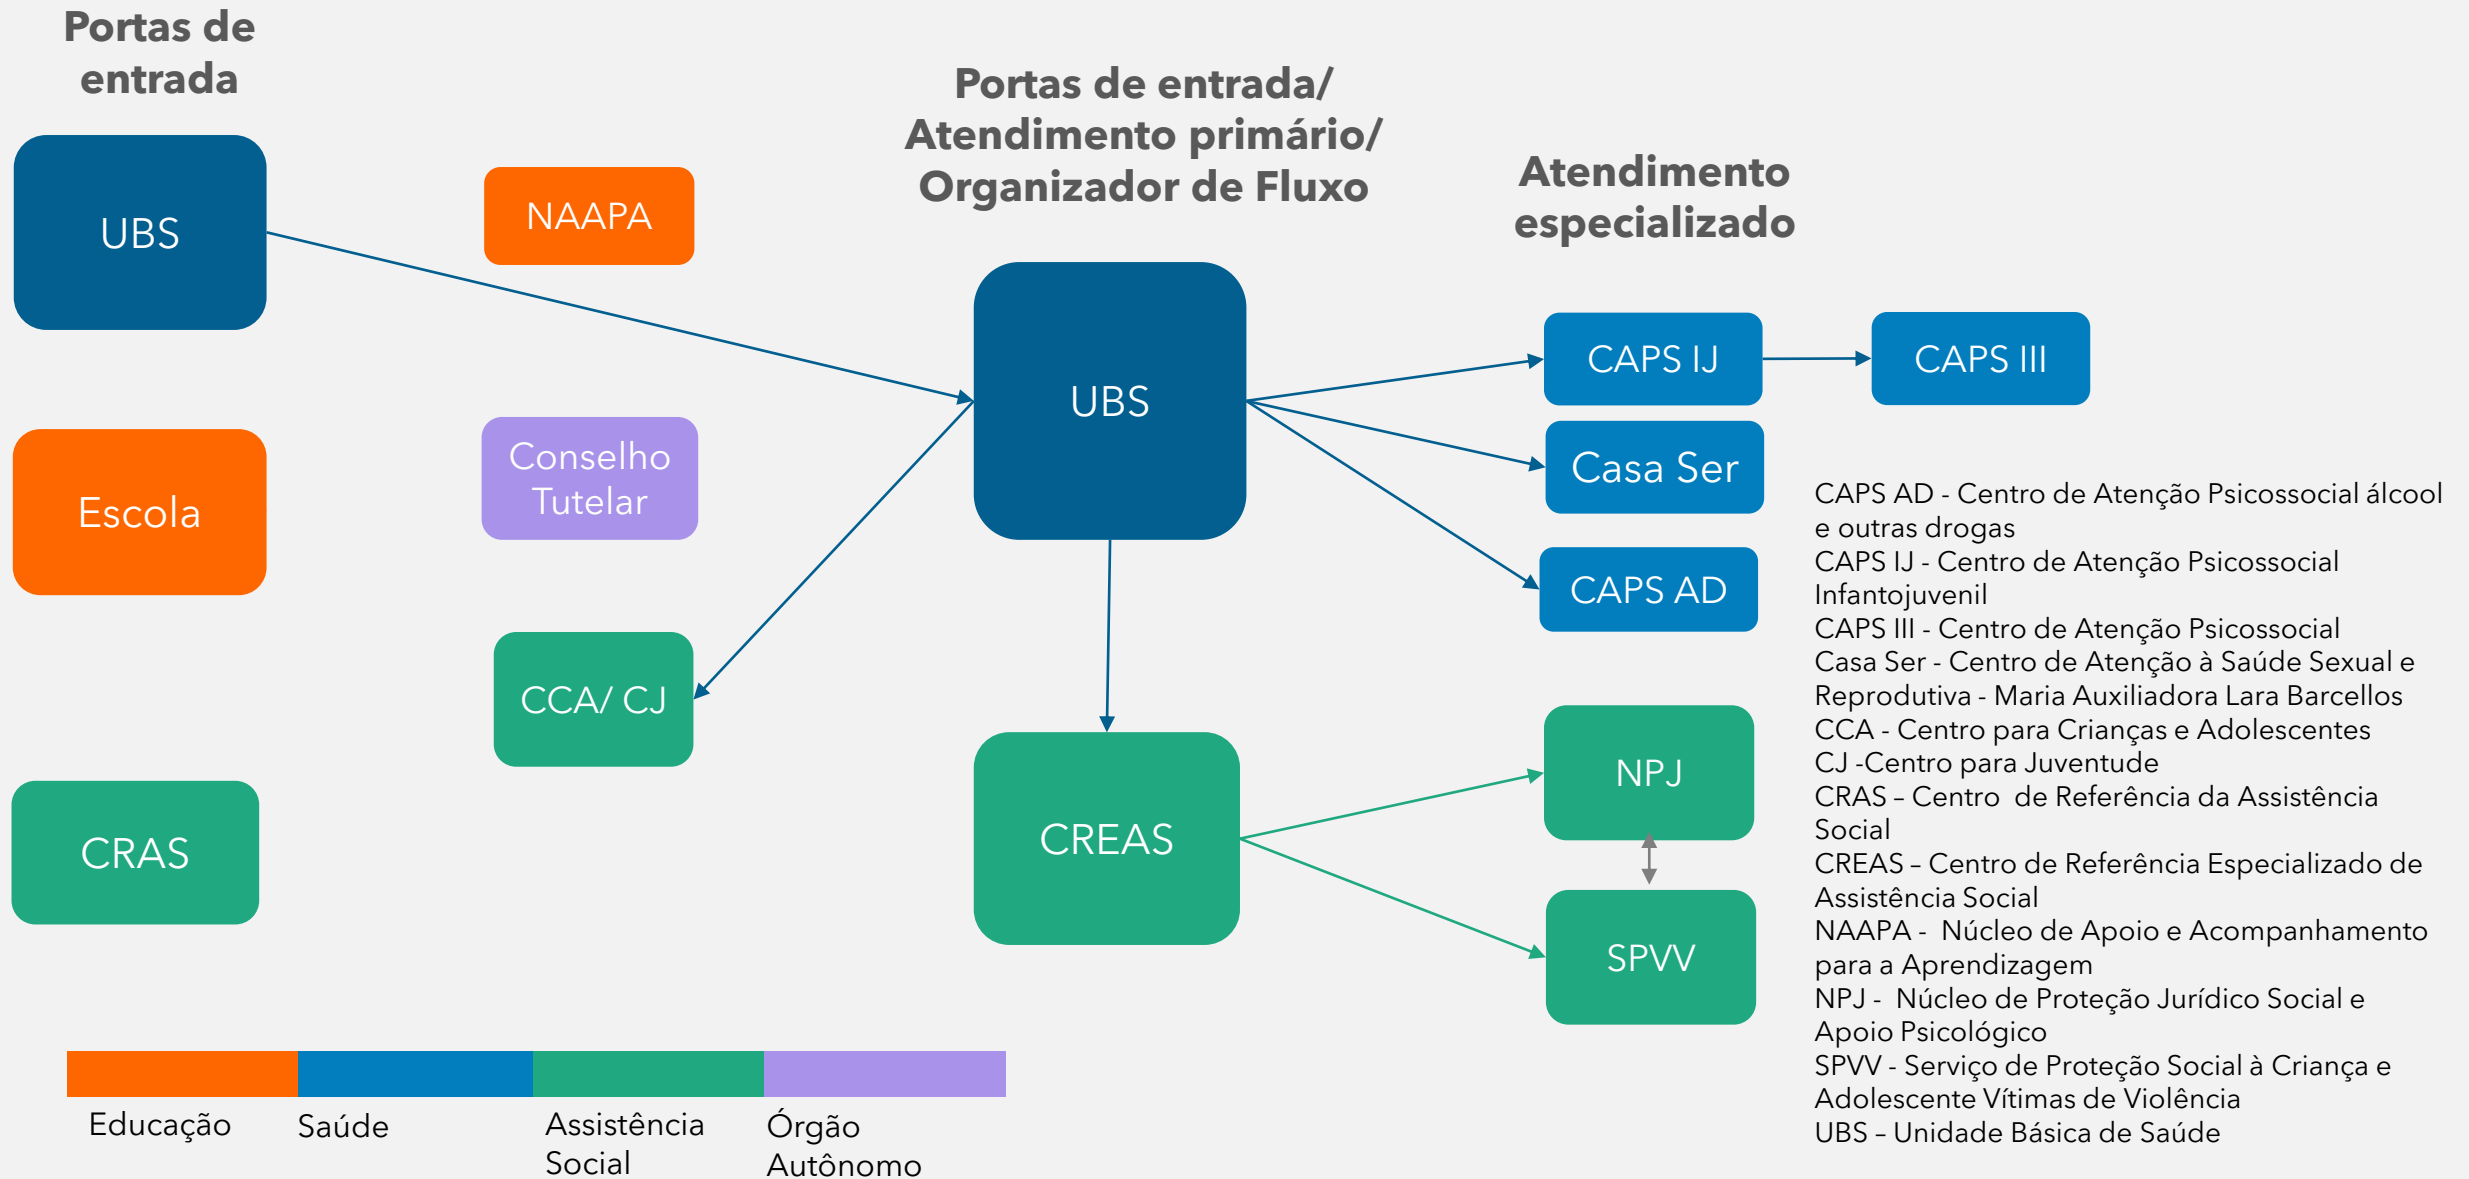 Portas de
entrada
Portas de entrada/
Atendimento primário/
Organizador de Fluxo
Atendimento
especializado
UBS
NAAPA
UBS
CAPS IJ
CAPS III
Casa Ser
CAPS AD
Escola
Conselho
Tutelar
CCA/ CJ
CRAS
CREAS
NPJ
SPVV
CAPS AD - Centro de Atenção Psicossocial álcool
e outras drogas
CAPS IJ - Centro de Atenção Psicossocial
Infantojuvenil
CAPS III - Centro de Atenção Psicossocial
Casa Ser - Centro de Atenção à Saúde Sexual e
Reprodutiva - Maria Auxiliadora Lara Barcellos
CCA - Centro para Crianças e Adolescentes
CJ -Centro para Juventude
CRAS – Centro  de Referência da Assistência
Social
CREAS – Centro de Referência Especializado de
Assistência Social
NAAPA -  Núcleo de Apoio e Acompanhamento
para a Aprendizagem
NPJ -  Núcleo de Proteção Jurídico Social e
Apoio Psicológico
SPVV - Serviço de Proteção Social à Criança e
Adolescente Vítimas de Violência
UBS – Unidade Básica de Saúde
Educação
Saúde
Assistência
Social
Órgão
Autônomo